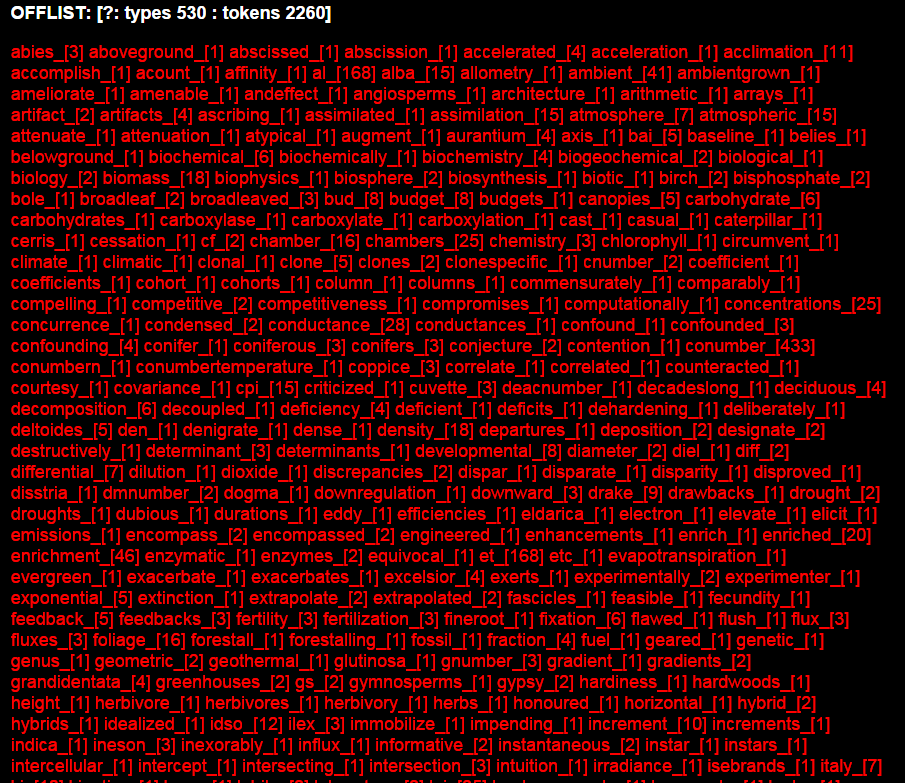 OFFLIST: [?: types 530 : tokens 2260]
abies_[3] aboveground_[1] abscissed_[1] abscission_[1] accelerated_[4] acceleration_[1] acclimation_[11]
accomplish_[1] acount_[1] affinity_[1] al_[168] alba_[15] allometry_[1] ambient_[41] ambientgrown_[1]
ameliorate_[1] amenable_[1] andeffect_[1] angiosperms_[1] architecture_[1] arithmetic_[1] arrays_[1]
artifact_[2] artifacts_[4] ascribing_[1] assimilated_[1] assimilation_[15] atmosphere_[7] atmospheric_[15]
attenuate_[1] attenuation_[1] atypical_[1] augment_[1] aurantium_[4] axis_[1] bai_[5] baseline_[1] belies_[1]
belowground_[1] biochemical_[6] biochemically_[1] biochemistry_[4] biogeochemical_[2] biological_[1]
biology_[2] biomass_[18] biophysics_[1] biosphere_[2] biosynthesis_[1] biotic_[1] birch_[2] bisphosphate_[2]
bole_[1] broadleaf_[2] broadleaved_[3] bud_[8] budget_[8] budgets_[1] canopies_[5] carbohydrate_[6]
carbohydrates_[1] carboxylase_[1] carboxylate_[1] carboxylation_[1] cast_[1] casual_[1] caterpillar_[1]
cerris_[1] cessation_[1] cf_[2] chamber_[16] chambers_[25] chemistry_[3] chlorophyll_[1] circumvent_[1]
climate_[1] climatic_[1] clonal_[1] clone_[5] clones_[2] clonespecific_[1] cnumber_[2] coefficient_[1]
coefficients_[1] cohort_[1] cohorts_[1] column_[1] columns_[1] commensurately_[1] comparably_[1]
compelling_[1] competitive_[2] competitiveness_[1] compromises_[1] computationally_[1] concentrations_[25]
concurrence_[1] condensed_[2] conductance_[28] conductances_[1] confound_[1] confounded_[3]
confounding_[4] conifer_[1] coniferous_[3] conifers_[3] conjecture_[2] contention_[1] conumber_[433]
conumbern_[1] conumbertemperature_[1] coppice_[3] correlate_[1] correlated_[1] counteracted_[1]
courtesy_[1] covariance_[1] cpi_[15] criticized_[1] cuvette_[3] deacnumber_[1] decadeslong_[1] deciduous_[4]
decomposition_[6] decoupled_[1] deficiency_[4] deficient_[1] deficits_[1] dehardening_[1] deliberately_[1]
deltoides_[5] den_[1] denigrate_[1] dense_[1] density_[18] departures_[1] deposition_[2] designate_[2]
destructively_[1] determinant_[3] determinants_[1] developmental_[8] diameter_[2] diel_[1] diff_[2]
differential_[7] dilution_[1] dioxide_[1] discrepancies_[2] dispar_[1] disparate_[1] disparity_[1] disproved_[1]
disstria_[1] dmnumber_[2] dogma_[1] downregulation_[1] downward_[3] drake_[9] drawbacks_[1] drought_[2]
droughts_[1] dubious_[1] durations_[1] eddy_[1] efficiencies_[1] eldarica_[1] electron_[1] elevate_[1] elicit_[1]
emissions_[1] encompass_[2] encompassed_[2] engineered_[1] enhancements_[1] enrich_[1] enriched_[20]
enrichment_[46] enzymatic_[1] enzymes_[2] equivocal_[1] et_[168] etc_[1] evapotranspiration_[1]
evergreen_[1] exacerbate_[1] exacerbates_[1] excelsior_[4] exerts_[1] experimentally_[2] experimenter_[1]
exponential_[5] extinction_[1] extrapolate_[2] extrapolated_[2] fascicles_[1] feasible_[1] fecundity_[1]
feedback_[5] feedbacks_[3] fertility_[3] fertilization_[3] fineroot_[1] fixation_[6] flawed_[1] flush_[1] flux_[3]
fluxes_[3] foliage_[16] forestall_[1] forestalling_[1] fossil_[1] fraction_[4] fuel_[1] geared_[1] genetic_[1]
genus_[1] geometric_[2] geothermal_[1] glutinosa_[1] gnumber_[3] gradient_[1] gradients_[2]
grandidentata_[4] greenhouses_[2] gs_[2] gymnosperms_[1] gypsy_[2] hardiness_[1] hardwoods_[1]
height_[1] herbivore_[1] herbivores_[1] herbivory_[1] herbs_[1] honoured_[1] horizontal_[1] hybrid_[2]
hybrids_[1] idealized_[1] idso_[12] ilex_[3] immobilize_[1] impending_[1] increment_[10] increments_[1]
indica_[1] ineson_[3] inexorably_[1] influx_[1] informative_[2] instantaneous_[2] instar_[1] instars_[1]
intercellular_[1] intercept_[1] intersecting_[1] intersection_[3] intuition_[1] irradiance_[1] isebrands_[1] italy_[7]